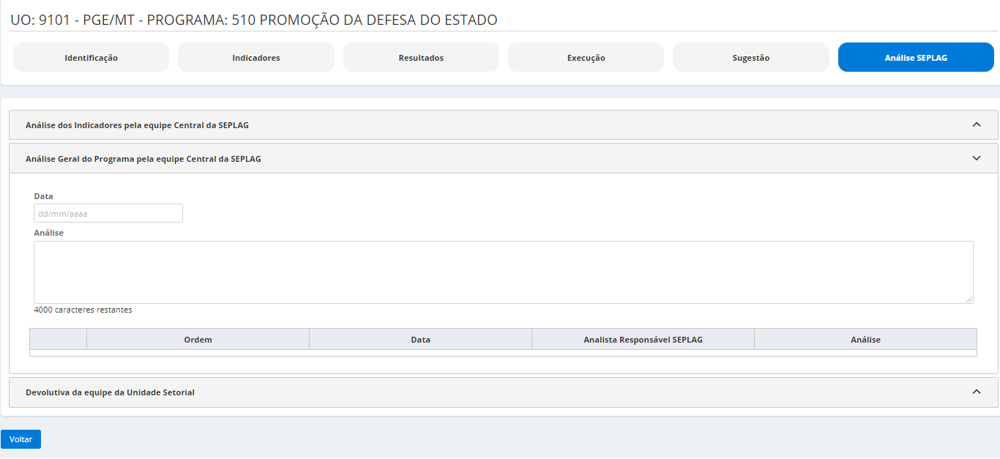 UO: 9101 - PGE/MT - PROGRAMA: 510 PROMOÇÃO DA DEFESA DO ESTADO
Identificação Indicadores Resultados Execução Sugestão Análise SEPLAG
Análise dos Indicadores pela equipe Central da SEPLAG
Análise Geral do Programa pela equipe Central da SEPLAG
Data
dd/mm/aaaa
Análise
4000 caracteres restantes
Ordem Data Analista Responsável SEPLAG Análise
Devolutiva da equipe da Unidade Setorial
Voltar